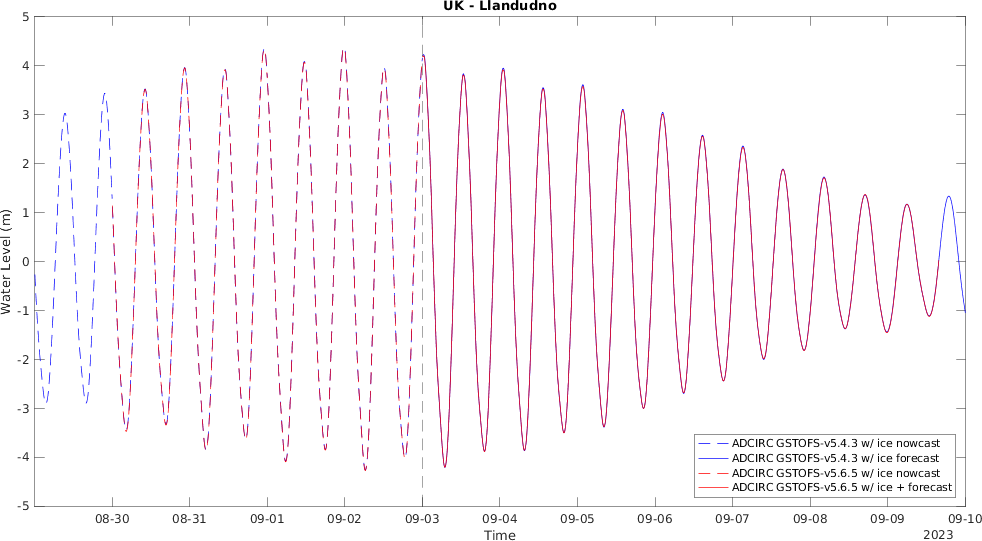 UK - Llandudno
5
4
3
2
1
0
-1
-2
-3
-4
-5
Water Level (m)
08-30 08-31 09-01 09-02 09-03 09-04 09-05 09-06 09-07 09-08 09-09 09-10
Time
2023
ADCIRC GSTOFS-v5.4.3 w/ ice nowcast
ADCIRC GSTOFS-v5.4.3 w/ ice forecast
ADCIRC GSTOFS-v5.6.5 w/ ice nowcast
ADCIRC GSTOFS-v5.6.5 w/ ice + forecast